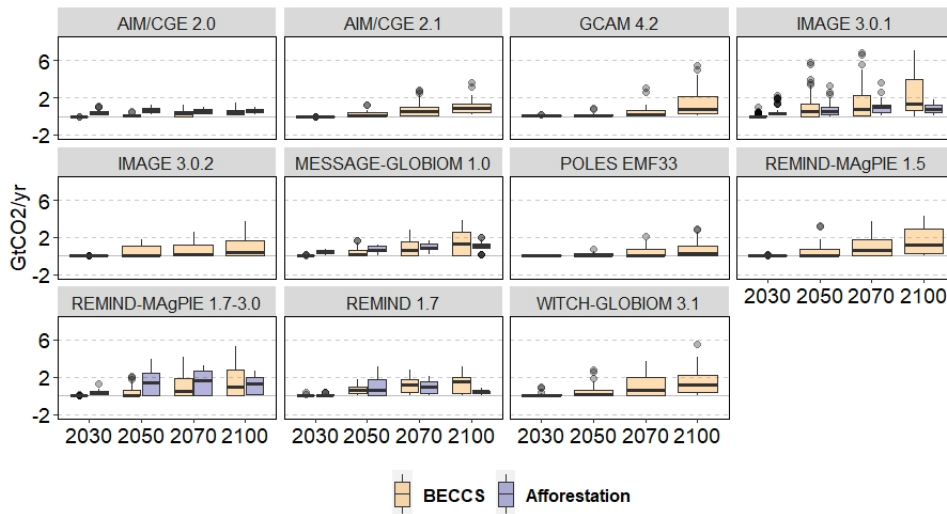 AIM/CGE 2.0 AIM/CGE 2.1 GCAM 4.2 IMAGE 3.0.1
6
2
-2
IMAGE 3.0.2 MESSAGE-GLOBIOM 1.0 POLES EMF33 REMIND-MAgPIE 1.5
GtCO2/yr
6
2
-2
2030 2050 2070 2100
REMIND-MAgPIE 1.7-3.0 REMIND 1.7 WITCH-GLOBIOM 3.1
6
2
-2
2030 2050 2070 2100 2030 2050 2070 2100 2030 2050 2070 2100
BECCS Afforestation